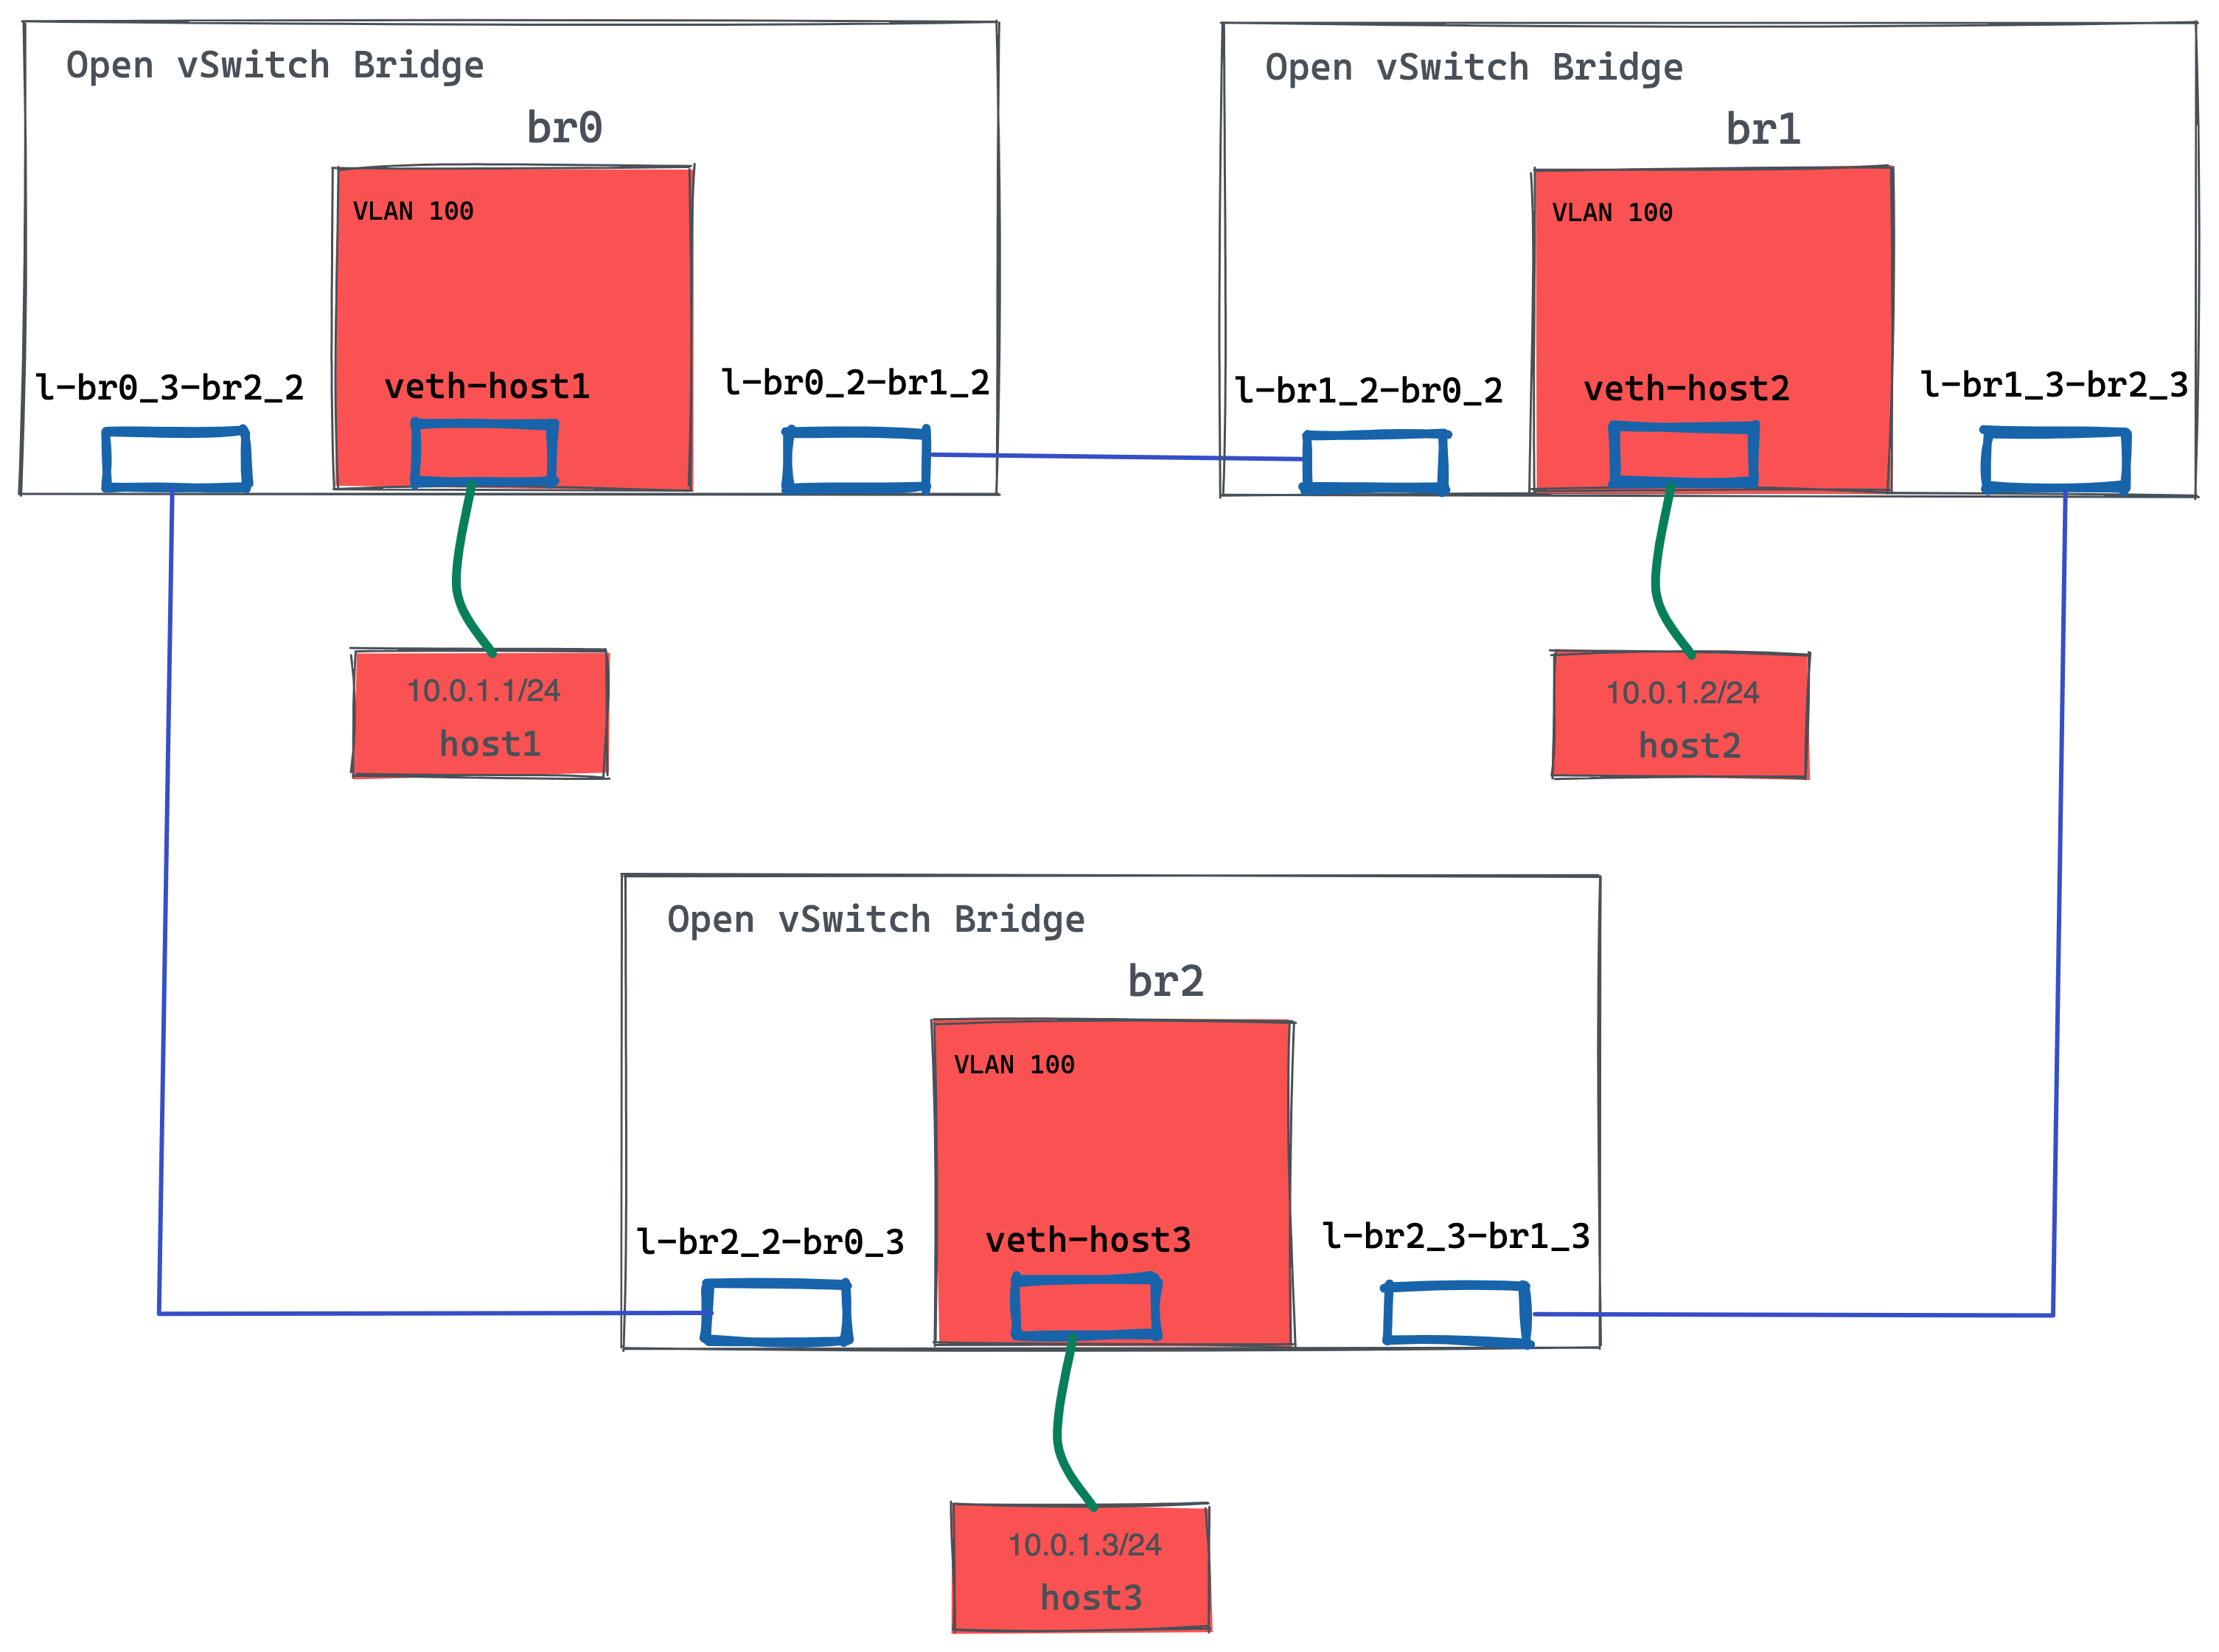 Open vSwitch Bridge
br0
VLAN 100
l-br0_3-br2_2
veth-host1
l-br0_2-br1_2
10.0.1.1/24
host1
Open vSwitch Bridge
br1
VLAN 100
l-br1_2-br0_2
veth-host2
l-br1_3-br2_3
10.0.1.2/24
host2
Open vSwitch Bridge
br2
VLAN 100
l-br2_2-br0_3
veth-host3
l-br2_3-br1_3
10.0.1.3/24
host3